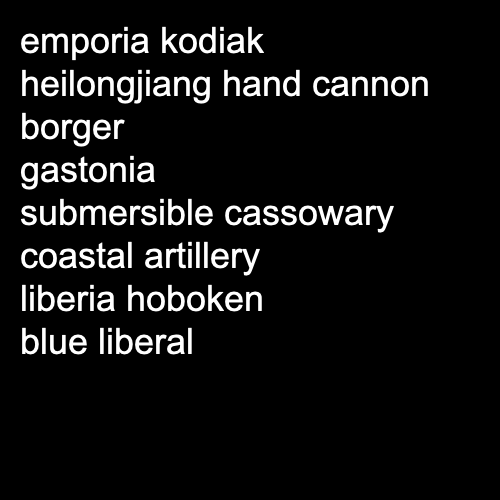 emporia kodiak
heilongjiang hand cannon
borger
gastonia
submersible cassowary
coastal artillery
liberia hoboken
blue liberal